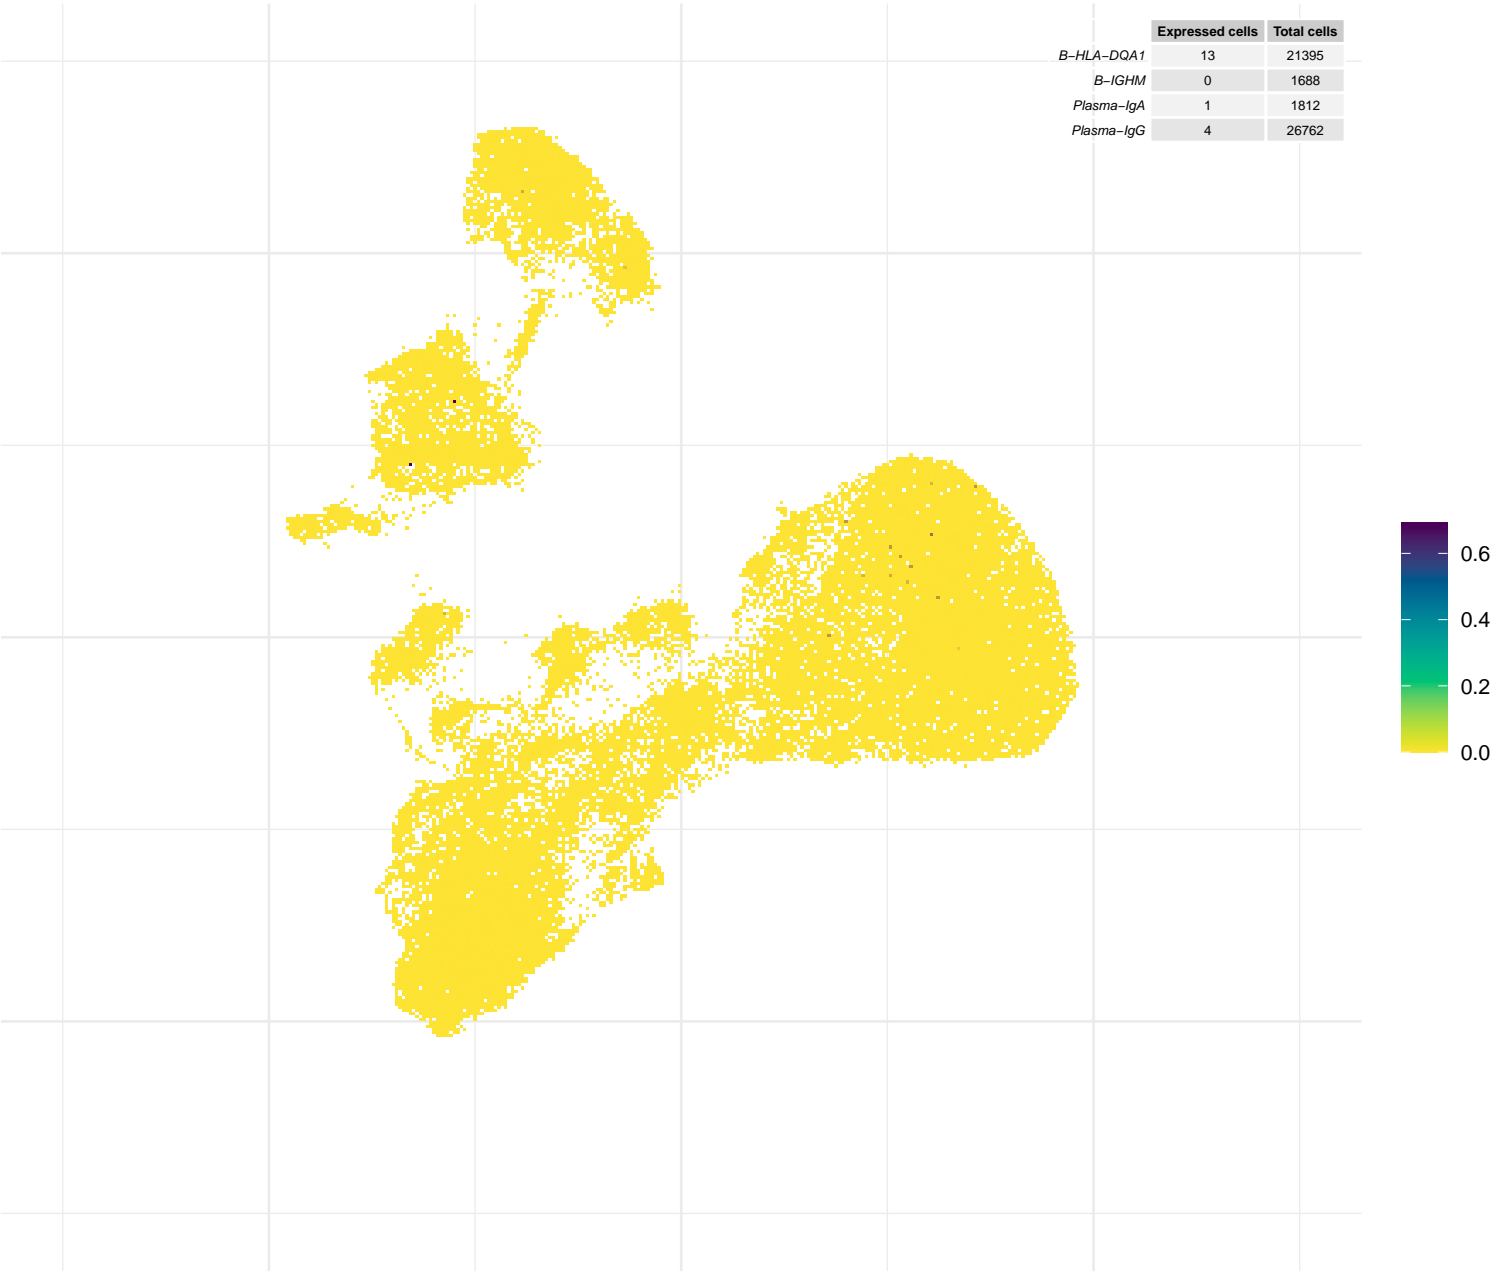 Expressed cells Total cells
B−HLA−DQA1 13 21395
B−IGHM 0 1688
Plasma−IgA 1 1812
Plasma−IgG 4 26762
0.6
0.4
0.2
0.0